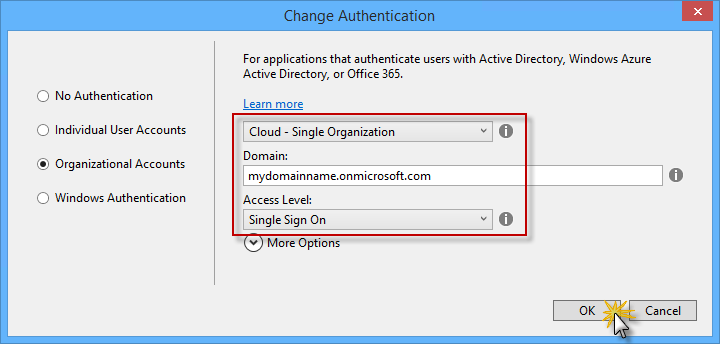 Change Authentication
No Authentication
Individual User Accounts
Organizational Accounts
Windows Authentication
For applications that authenticate users with Active Directory, Windows Azure
Active Directory, or Office 365.
Learn more
Cloud - Single Organization
Domain:
mydomainname.onmicrosoft.com
Access Level:
Single Sign On
More Options
OK
Cancel